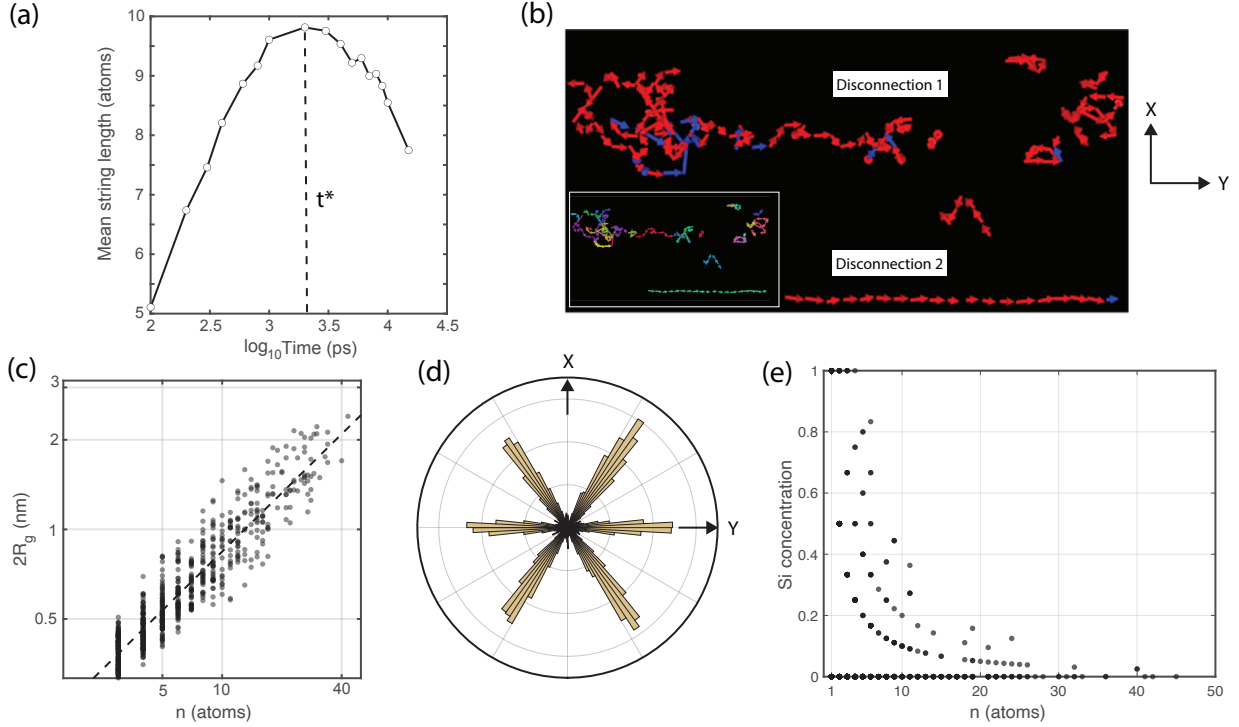 (a)
Mean string length (atoms)
10
9
8
7
6
5
2
2.5
3
3.5
4
4.5
t*
log10Time (ps)
(b)
Disconnection 1
Disconnection 2
X
Y
(c)
2Rg (nm)
3
2
1
0.5
5
10
40
n (atoms)
(d)
X
Y
(e)
Si concentration
1
0.8
0.6
0.4
0.2
0
1
10
20
30
40
50
n (atoms)